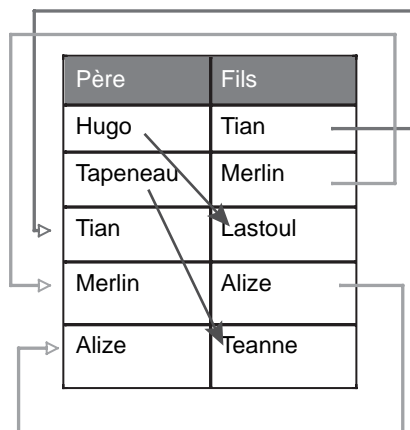 Père Fils
Hugo Tian
Tapeneau Merlin
Tian Lastoul
Merlin Alize
Alize Teanne